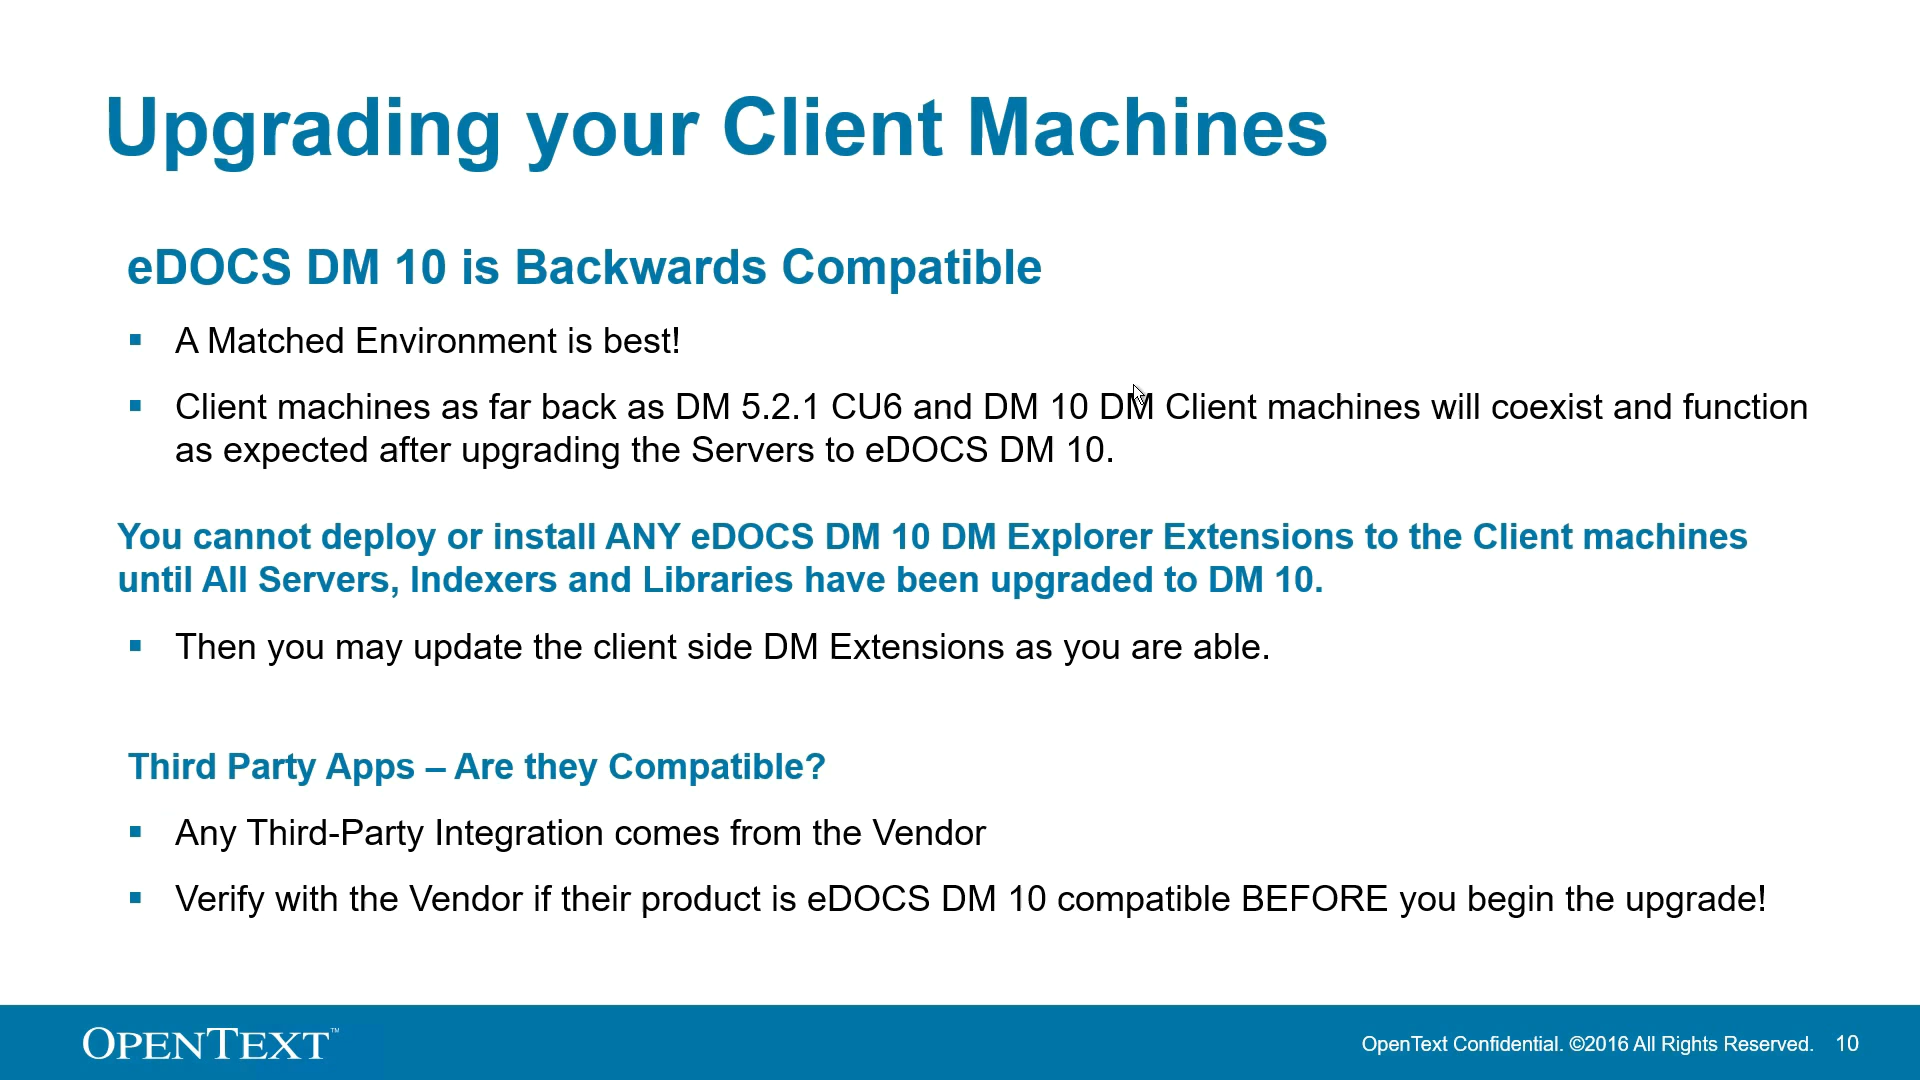 Upgrading your Client Machines
eDOCS DM 10 is Backwards Compatible
▪ A Matched Environment is best!
▪ Client machines as far back as DM 5.2.1 CU6 and DM 10 DM Client machines will coexist and function
as expected after upgrading the Servers to eDOCS DM 10.
You cannot deploy or install ANY eDOCS DM 10 DM Explorer Extensions to the Client machines
until All Servers, Indexers and Libraries have been upgraded to DM 10.
▪ Then you may update the client side DM Extensions as you are able.
Third Party Apps – Are they Compatible?
▪ Any Third-Party Integration comes from the Vendor
▪ Verify with the Vendor if their product is eDOCS DM 10 compatible BEFORE you begin the upgrade!
OPENTEXT™
OpenText Confidential. ©2016 All Rights Reserved. 10